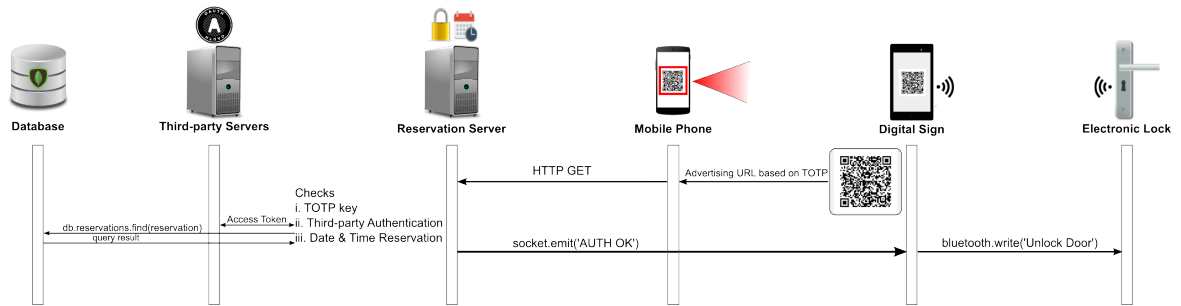 Database
Third-party Servers
Reservation Server
Mobile Phone
Digital Sign
Electronic Lock
HTTP GET
Advertising URL based on TOTP
Checks
i. TOTP key
Access Token
ii. Third-party Authentication
db.reservations.find(reservation)
iii. Date & Time Reservation
query result
socket.emit('AUTH OK')
bluetooth.write('Unlock Door')